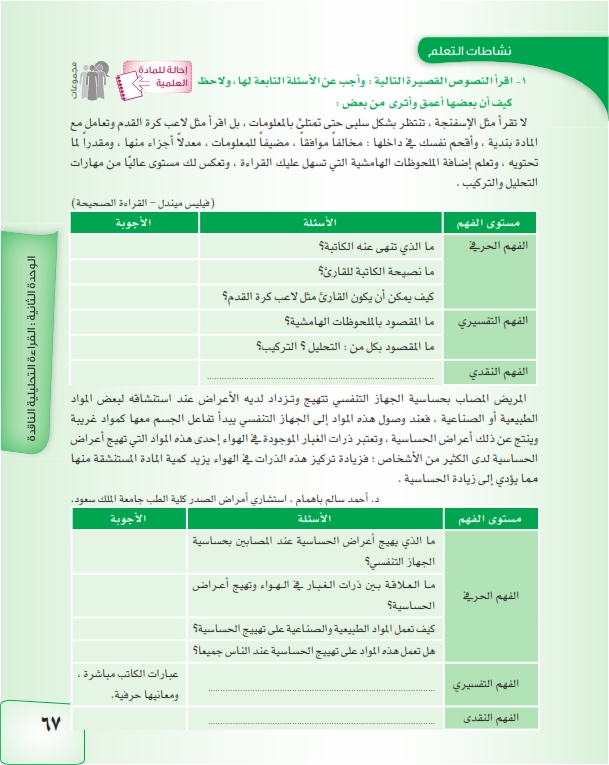 نشاطات التعلم
إحالة للمادة
العلمية
مجموعات
١- اقرأ النصوص القصيرة التالية : وأجب عن الأسئلة التابعة لها ، ولاحظ
كيف أن بعضها أعمق وأثرى من بعض :
لا تقرأ مثل الإسفنجة ، تنتظر بشكل سلبى حتى تمتلئ بالمعلومات ، بل اقرأ مثل لاعب كرة القدم وتعامل مع
المادة بندية ، وأقحم نفسك في داخلها : مخالفاً موافقاً ، مضيفاً للمعلومات ، معدلاً أجزاء منها ، ومقدراً لما
تحتويه ، وتعلم إضافة الملحوظات الهامشية التي تسهل عليك القراءة ، وتعكس لك مستوى عاليًا من مهارات
التحليل والتركيب .
(فيليس ميندل - القراءة الصحيحة)
مستوى الفهم الأسئلة الأجوبة
الفهم الحرفي ما الذي تنهى عنه الكاتبة؟
ما نصيحة الكاتبة للقارئ؟
كيف يمكن أن يكون القارئ مثل لاعب كرة القدم؟
الفهم التفسيري ما المقصود بالملحوظات الهامشية؟
ما المقصود بكل من : التحليل ؟ التركيب؟
الفهم النقدي ..........................................
المريض المصاب بحساسية الجهاز التنفسي تتهيج وتزداد لديه الأعراض عند استنشاقه لبعض المواد
الطبيعية أو الصناعية ، فعند وصول هذه المواد إلى الجهاز التنفسي يبدأ تفاعل الجسم معها كمواد غريبة
وينتج عن ذلك أعراض الحساسية ، وتعتبر ذرات الغبار الموجودة في الهواء إحدى هذه المواد التي تهيج أعراض
الحساسية لدى الكثير من الأشخاص ؛ فزيادة تركيز هذه الذرات في الهواء يزيد كمية المادة المستنشقة منها
مما يؤدي إلى زيادة الحساسية .
د. أحمد سالم باهمام ، استشاري أمراض الصدر كلية الطب جامعة الملك سعود.
مستوى الفهم الأسئلة الأجوبة
الفهم الحرفي ما الذي يهيج أعراض الحساسية عند المصابين بحساسية
الجهاز التنفسي؟
ما العلاقة بين ذرات الغبار في الهواء وتهيج أعراض
الحساسية؟
كيف تعمل المواد الطبيعية والصناعية على تهييج الحساسية؟
هل تعمل هذه المواد على تهييج الحساسية عند الناس جميعا؟
الفهم التفسيري .......................................... عبارات الكاتب مباشرة ،
ومعانيها حرفية.
الفهم النقدى ..........................................
الوحدة الثانية : القراءة التحليلية الناقدة
٦٧